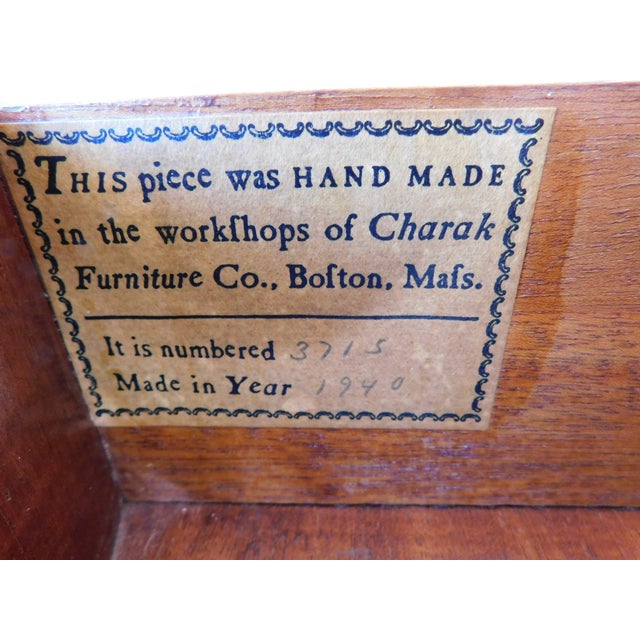 THIS piece was HAND MADE
in the workſhops of Charak
Furniture Co., Boſton, Maſs.
It is numbered 3715
Made in Year 1940